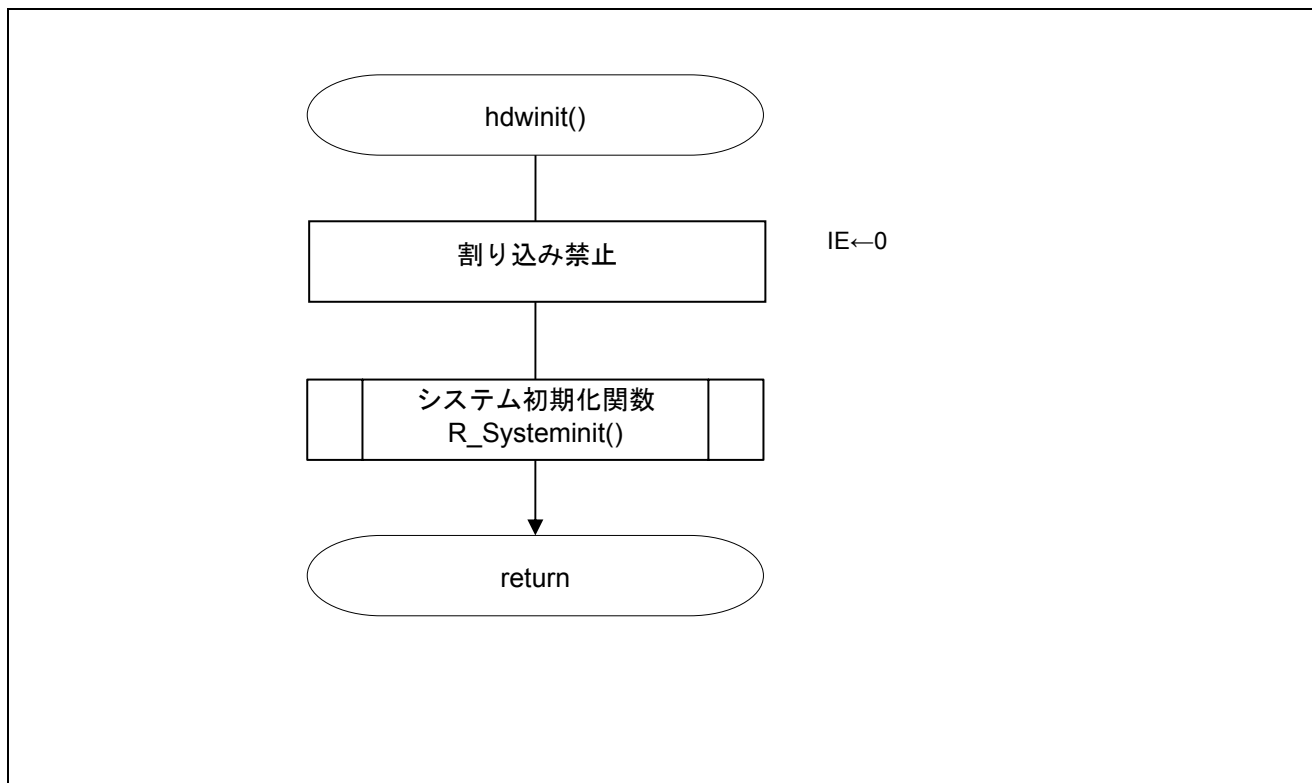 hdwinit()
割り込み禁止
IE←0
システム初期化関数
R_Systeminit()
return